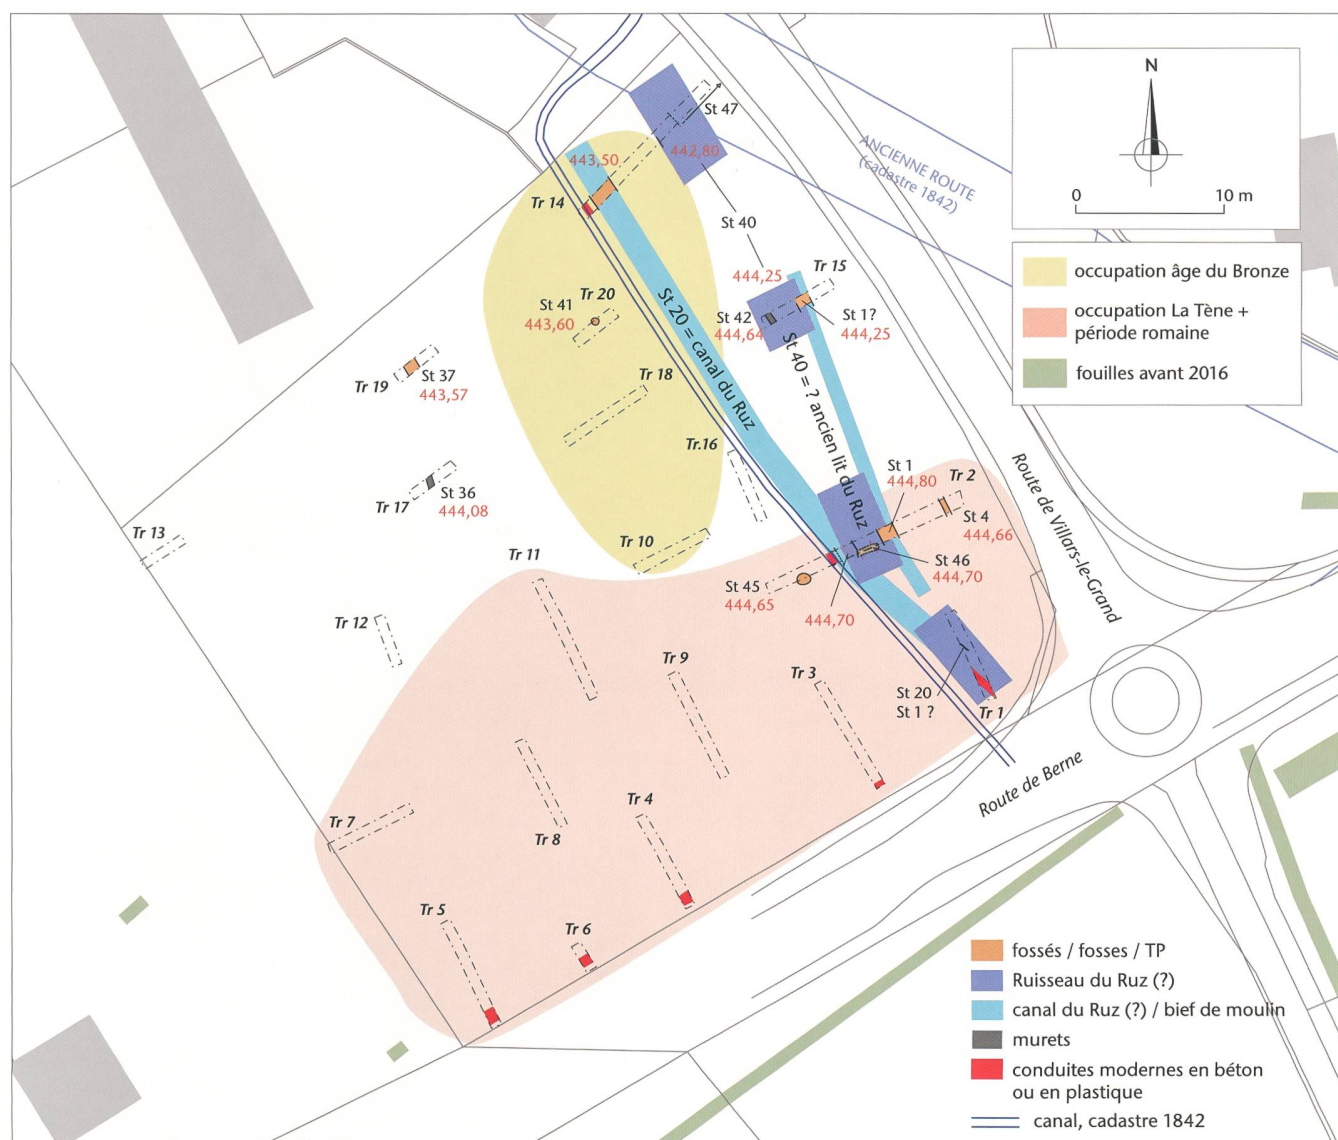 N
0 10 m
occupation âge du Bronze
occupation La Tène +
période romaine
fouilles avant 2016
ANCIENNE ROUTE
(cadastre 1842)
St 47
443,50
442,80
Tr 14
St 40
444,25
Tr 15
St 41
Tr 20
443,60
St 42
444,64
St 1?
444,25
St 20 = canal du Ruz
St 40 = ? ancien lit du Ruz
Tr 19
St 37
443,57
Tr 18
Tr.16
Tr 17
St 36
444,08
St 1
444,80
Tr 2
St 4
444,66
Route de Villars-le-Grand
Tr 13
Tr 11
Tr 10
St 46
444,70
St 45
444,65
444,70
Tr 12
Tr 9
Tr 3
St 20
St 1 ?
Tr 1
Route de Berne
Tr 7
Tr 8
Tr 4
Tr 5
Tr 6
fossés / fosses / TP
Ruisseau du Ruz (?)
canal du Ruz (?) / bief de moulin
murets
conduites modernes en béton
ou en plastique
canal, cadastre 1842